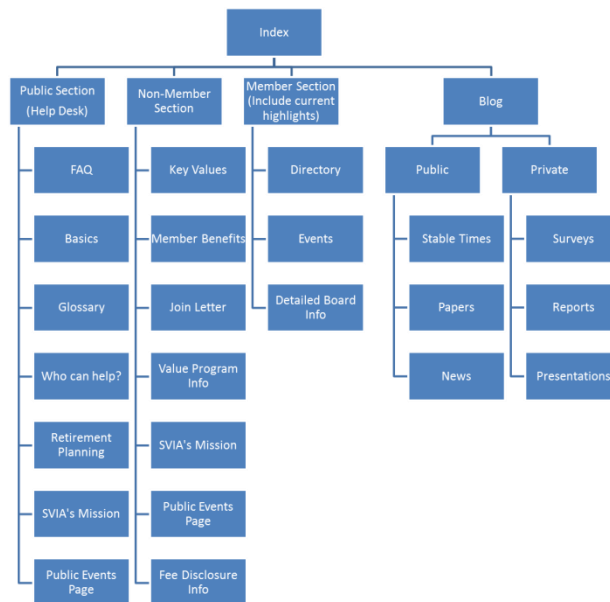 Index
Public Section
(Help Desk)
Non-Member
Section
Member Section
(Include current
highlights)
Blog
FAQ
Basics
Glossary
Who can help?
Retirement
Planning
SVIA's Mission
Public Events
Page
Key Values
Member Benefits
Join Letter
Value Program
Info
SVIA's Mission
Public Events
Page
Fee Disclosure
Info
Directory
Events
Detailed Board
Info
Public
Stable Times
Papers
News
Private
Surveys
Reports
Presentations